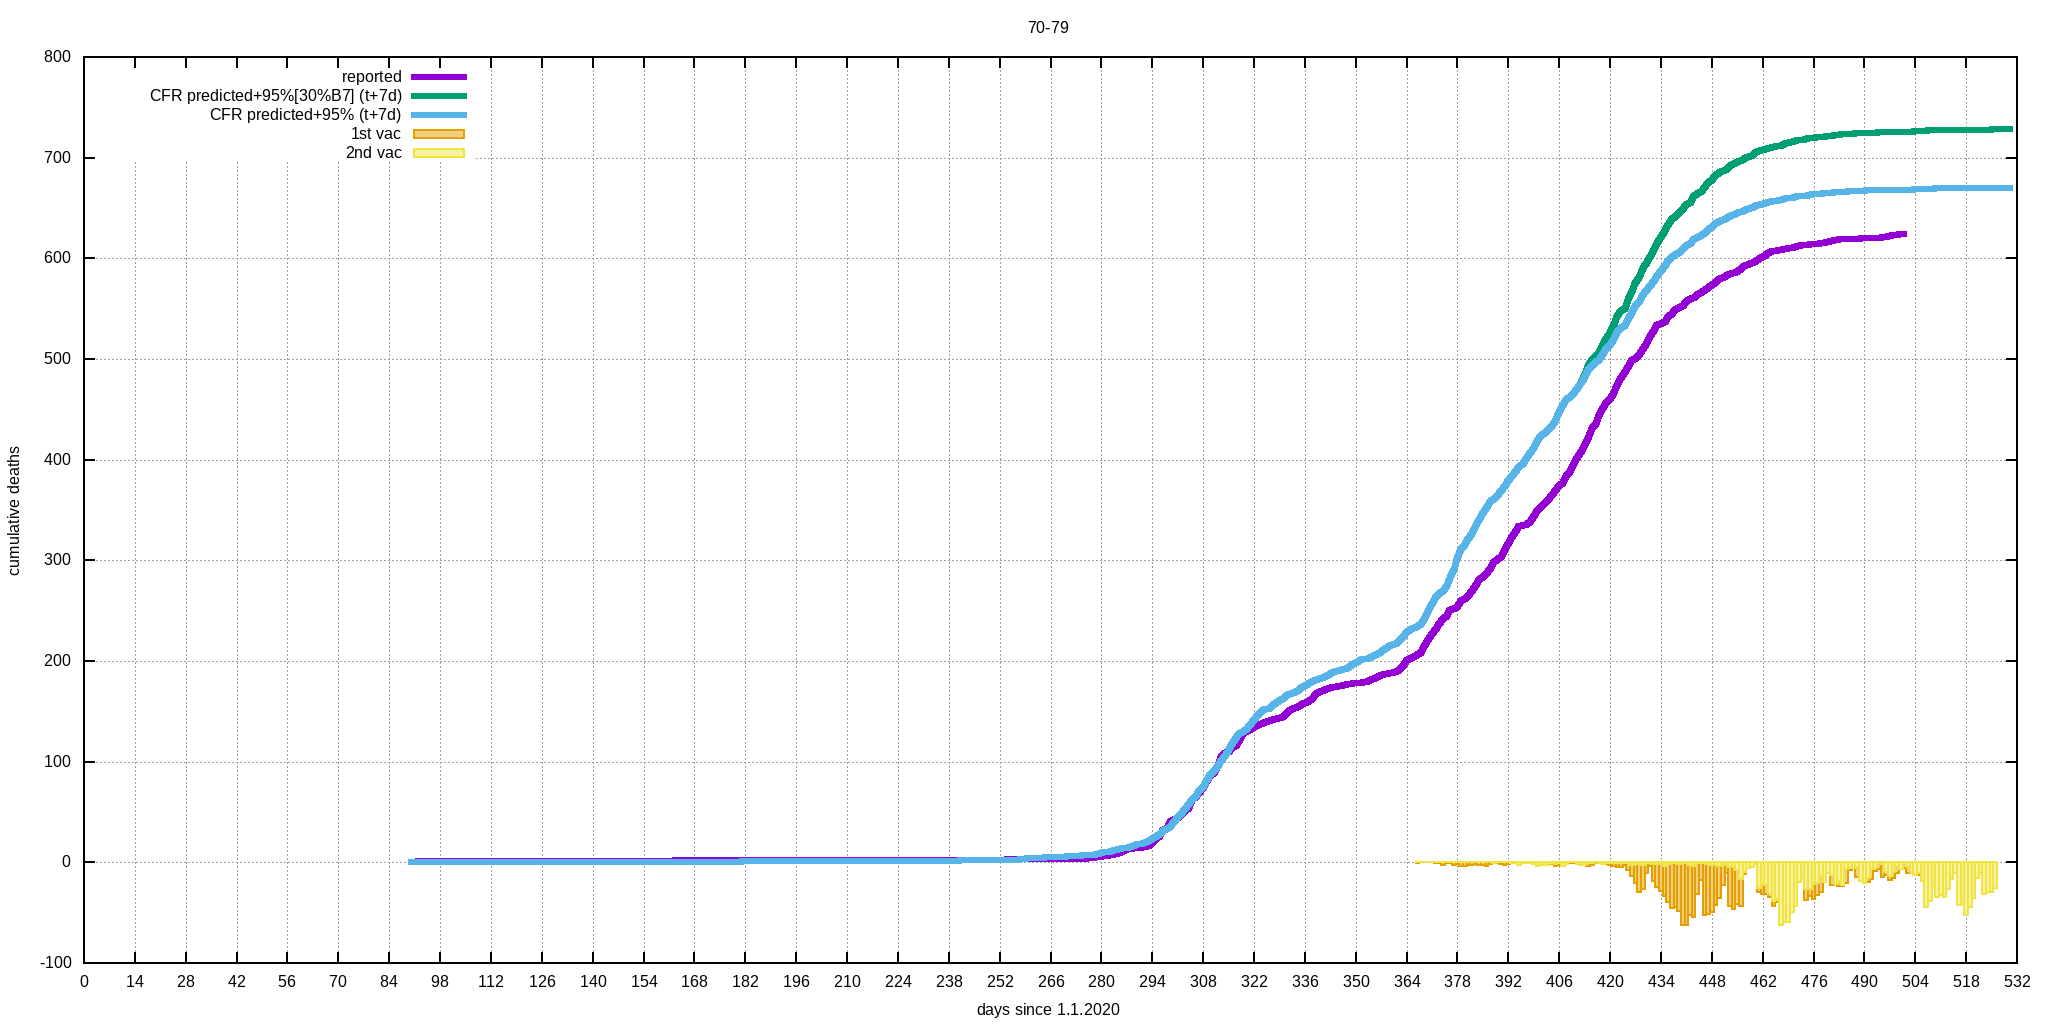 70-79
reported
CFR predicted+95%[30%B7] (t+7d)
CFR predicted+95% (t+7d)
1st vac
2nd vac
800
700
600
500
400
300
200
100
0
-100
cumulative deaths
0 14 28 42 56 70 84 98 112 126 140 154 168 182 196 210 224 238 252 266 280 294 308 322 336 350 364 378 392 406 420 434 448 462 476 490 504 518 532
days since 1.1.2020